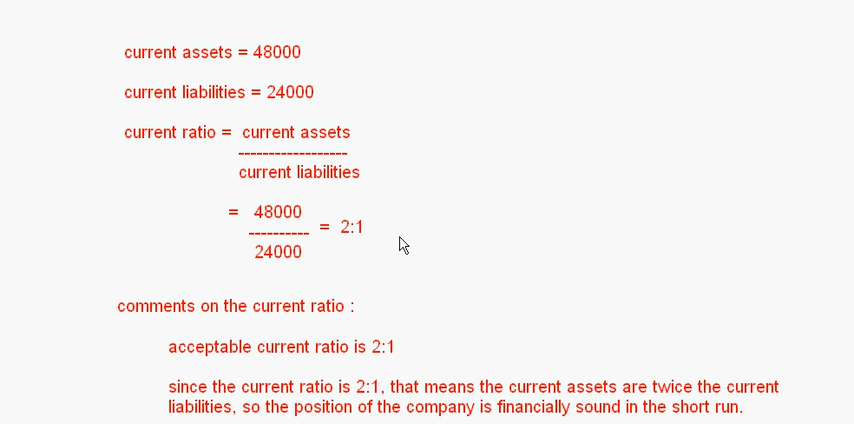 current assets = 48000
current liabilities = 24000
current ratio = current assets
------------------
current liabilities
= 48000
---------- = 2:1
24000
comments on the current ratio :
acceptable current ratio is 2:1
since the current ratio is 2:1, that means the current assets are twice the current
liabilities, so the position of the company is financially sound in the short run.